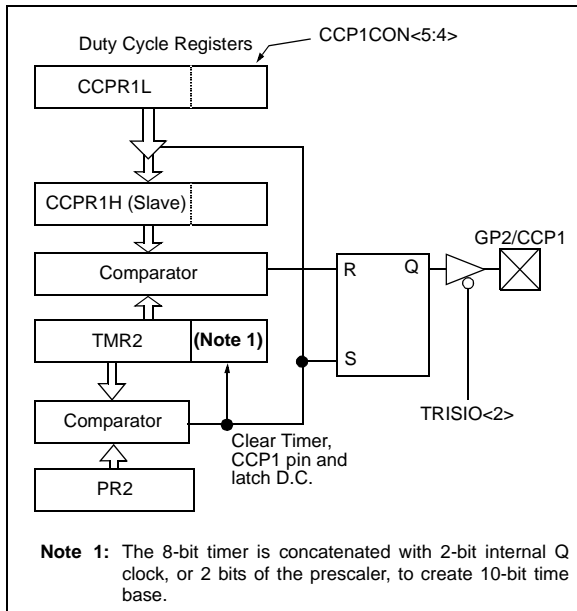 Duty Cycle Registers
CCP1CON<5:4>
CCPR1L
CCPR1H (Slave)
Comparator
R
Q
S
GP2/CCP1
TMR2
(Note 1)
Comparator
TRISIO<2>
Clear Timer,
CCP1 pin and
latch D.C.
PR2
Note 1: The 8-bit timer is concatenated with 2-bit internal Q
clock, or 2 bits of the prescaler, to create 10-bit time
base.